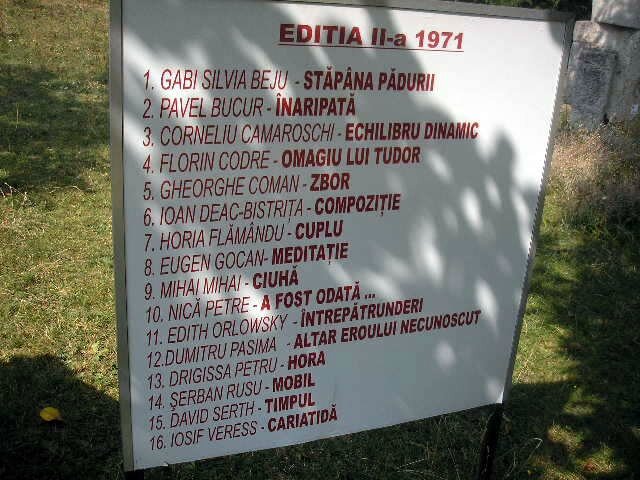 EDITIA II-a 1971
1. GABI SILVIA BEJU - STĂPÂNA PĂDURII
2. PAVEL BUCUR - ÎNARIPATĂ
3. CORNELIU CAMAROSCHI - ECHILIBRU DINAMIC
4. FLORIN CODRE - OMAGIU LUI TUDOR
5. GHEORGHE COMAN - ZBOR
6. IOAN DEAC-BISTRIȚA - COMPOZIȚIE
7. HORIA FLĂMÂNDU - CUPLU
8. EUGEN GOCAN- MEDITAȚIE
9. MIHAI MIHAI - CIUHĂ
10. NICĂ PETRE - A FOST ODATĂ ...
11. EDITH ORLOWSKY - ÎNTREPĂTRUNDERI
12.DUMITRU PASIMA - ALTAR EROULUI NECUNOSCUT
13. DRIGISSA PETRU - HORA
14. ŞERBAN RUSU - MOBIL
15. DAVID SERTH - TIMPUL
16. IOSIF VERESS - CARIATIDĂ